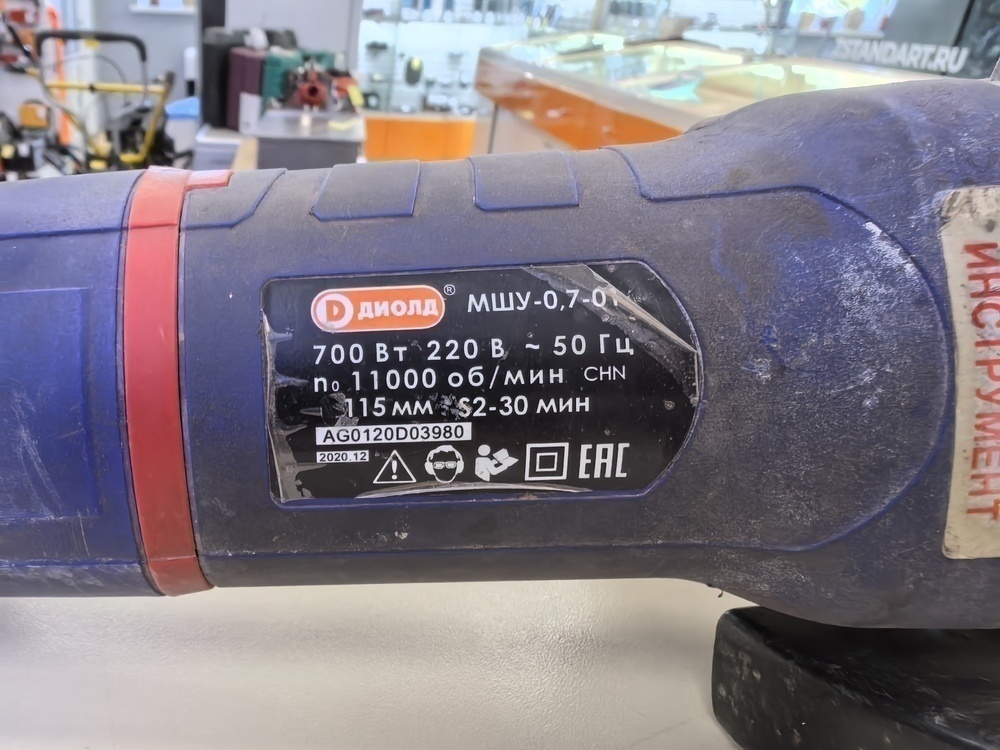 ZSTANDART.RU
D ДИОЛД® МШУ-0,7-01
700 Вт 220 В ~ 50 Гц
n₀ 11000 об/мин CHN
115 мм S2-30 мин
AG0120D03980
2020.12
EAC
ИНСТРУМЕНТ